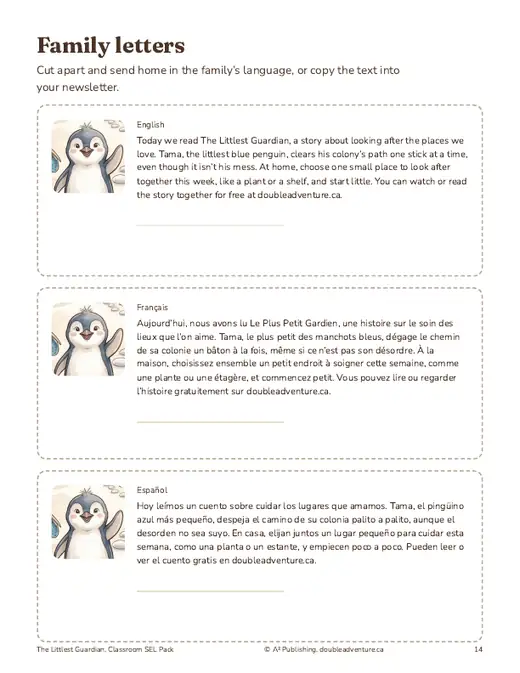 Family letters
Cut apart and send home in the family's language, or copy the text into
your newsletter.
English
Today we read The Littlest Guardian, a story about looking after the places we
love. Tama, the littlest blue penguin, clears his colony's path one stick at a time,
even though it isn't his mess. At home, choose one small place to look after
together this week, like a plant or a shelf, and start little. You can watch or read
the story together for free at doubleadventure.ca.
Français
Aujourd'hui, nous avons lu Le Plus Petit Gardien, une histoire sur le soin des
lieux que l'on aime. Tama, le plus petit des manchots bleus, dégage le chemin
de sa colonie un bâton à la fois, même si ce n'est pas son désordre. À la
maison, choisissez ensemble un petit endroit à soigner cette semaine, comme
une plante ou une étagère, et commencez petit. Vous pouvez lire ou regarder
l'histoire gratuitement sur doubleadventure.ca.
Español
Hoy leímos un cuento sobre cuidar los lugares que amamos. Tama, el pingüino
azul más pequeño, despeja el camino de su colonia palito a palito, aunque el
desorden no sea suyo. En casa, elijan juntos un lugar pequeño para cuidar esta
semana, como una planta o un estante, y empiecen poco a poco. Pueden leer o
ver el cuento gratis en doubleadventure.ca.
The Littlest Guardian, Classroom SEL Pack
© A² Publishing, doubleadventure.ca
14